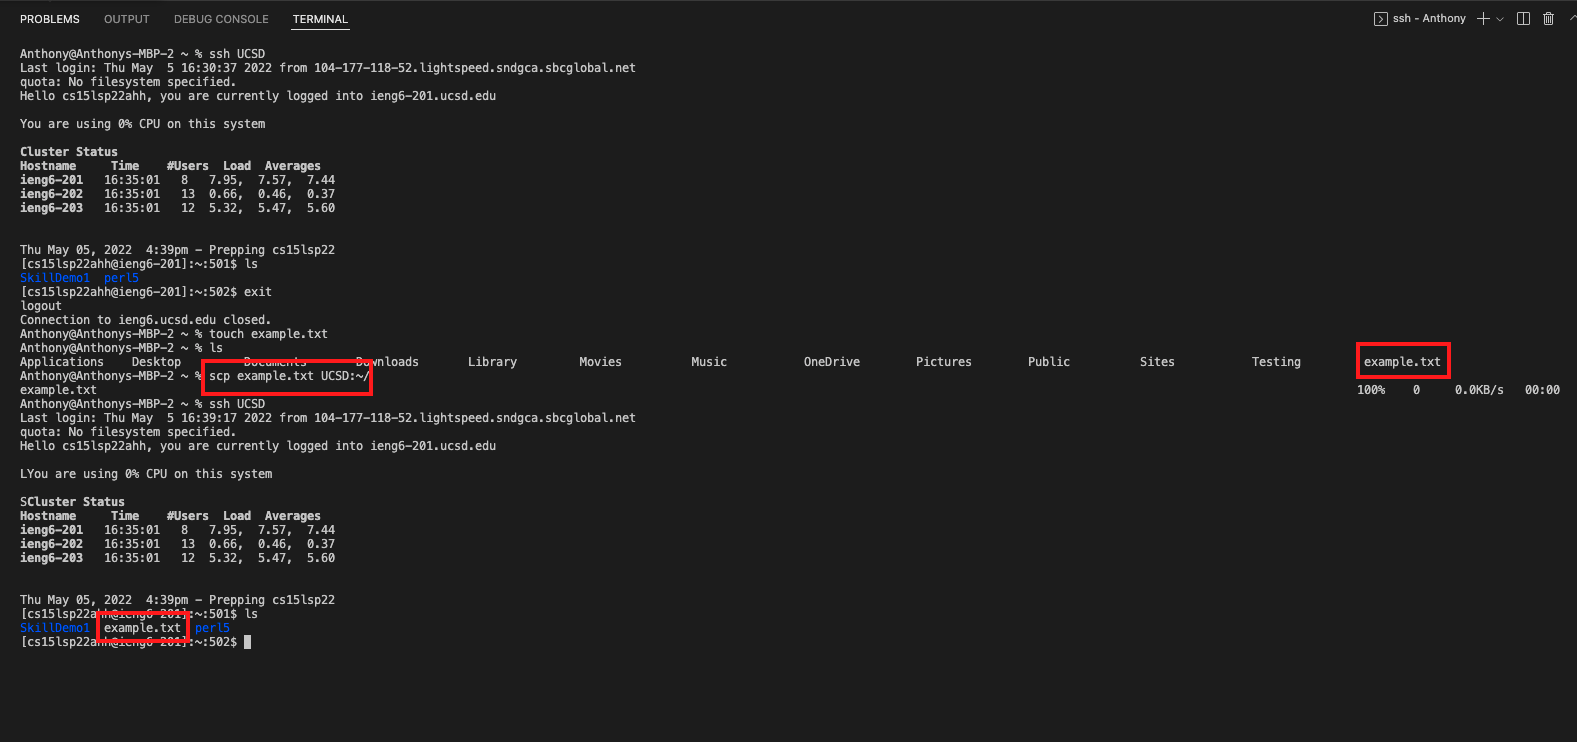 PROBLEMS OUTPUT DEBUG CONSOLE TERMINAL ssh - Anthony
Anthony@Anthonys-MBP-2 ~ % ssh UCSD
Last login: Thu May  5 16:30:37 2022 from 104-177-118-52.lightspeed.sndgca.sbcglobal.net
quota: No filesystem specified.
Hello cs15lsp22ahh, you are currently logged into ieng6-201.ucsd.edu
You are using 0% CPU on this system
Cluster Status
Hostname     Time    #Users  Load  Averages
ieng6-201   16:35:01   8   7.95,  7.57,  7.44
ieng6-202   16:35:01   13  0.66,  0.46,  0.37
ieng6-203   16:35:01   12  5.32,  5.47,  5.60
Thu May 05, 2022  4:39pm - Prepping cs15lsp22
[cs15lsp22ahh@ieng6-201]:~:501$ ls
SkillDemo1  perl5
[cs15lsp22ahh@ieng6-201]:~:502$ exit
logout
Connection to ieng6.ucsd.edu closed.
Anthony@Anthonys-MBP-2 ~ % touch example.txt
Anthony@Anthonys-MBP-2 ~ % ls
Applications    Desktop    Documents    Downloads    Library    Movies    Music    OneDrive    Pictures    Public    Sites    Testing    example.txt
Anthony@Anthonys-MBP-2 ~ % scp example.txt UCSD:~/
example.txt    100%    0    0.0KB/s   00:00
Anthony@Anthonys-MBP-2 ~ % ssh UCSD
Last login: Thu May  5 16:39:17 2022 from 104-177-118-52.lightspeed.sndgca.sbcglobal.net
quota: No filesystem specified.
Hello cs15lsp22ahh, you are currently logged into ieng6-201.ucsd.edu
LYou are using 0% CPU on this system
SCluster Status
Hostname     Time    #Users  Load  Averages
ieng6-201   16:35:01   8   7.95,  7.57,  7.44
ieng6-202   16:35:01   13  0.66,  0.46,  0.37
ieng6-203   16:35:01   12  5.32,  5.47,  5.60
Thu May 05, 2022  4:39pm - Prepping cs15lsp22
[cs15lsp22ahh@ieng6-201]:~:501$ ls
SkillDemo1  example.txt  perl5
[cs15lsp22ahh@ieng6-201]:~:502$